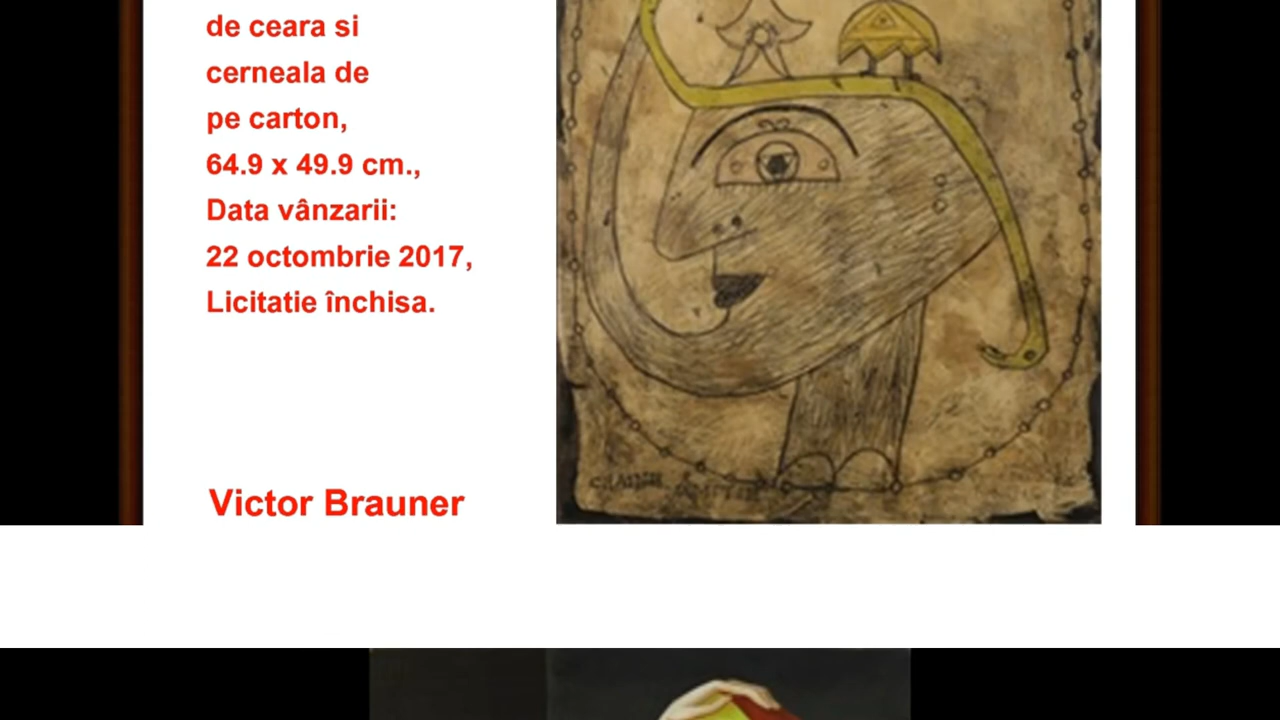 de ceara si
cerneala de
pe carton,
64.9 x 49.9 cm.,
Data vânzarii:
22 octombrie 2017,
Licitatie închisa.
Victor Brauner